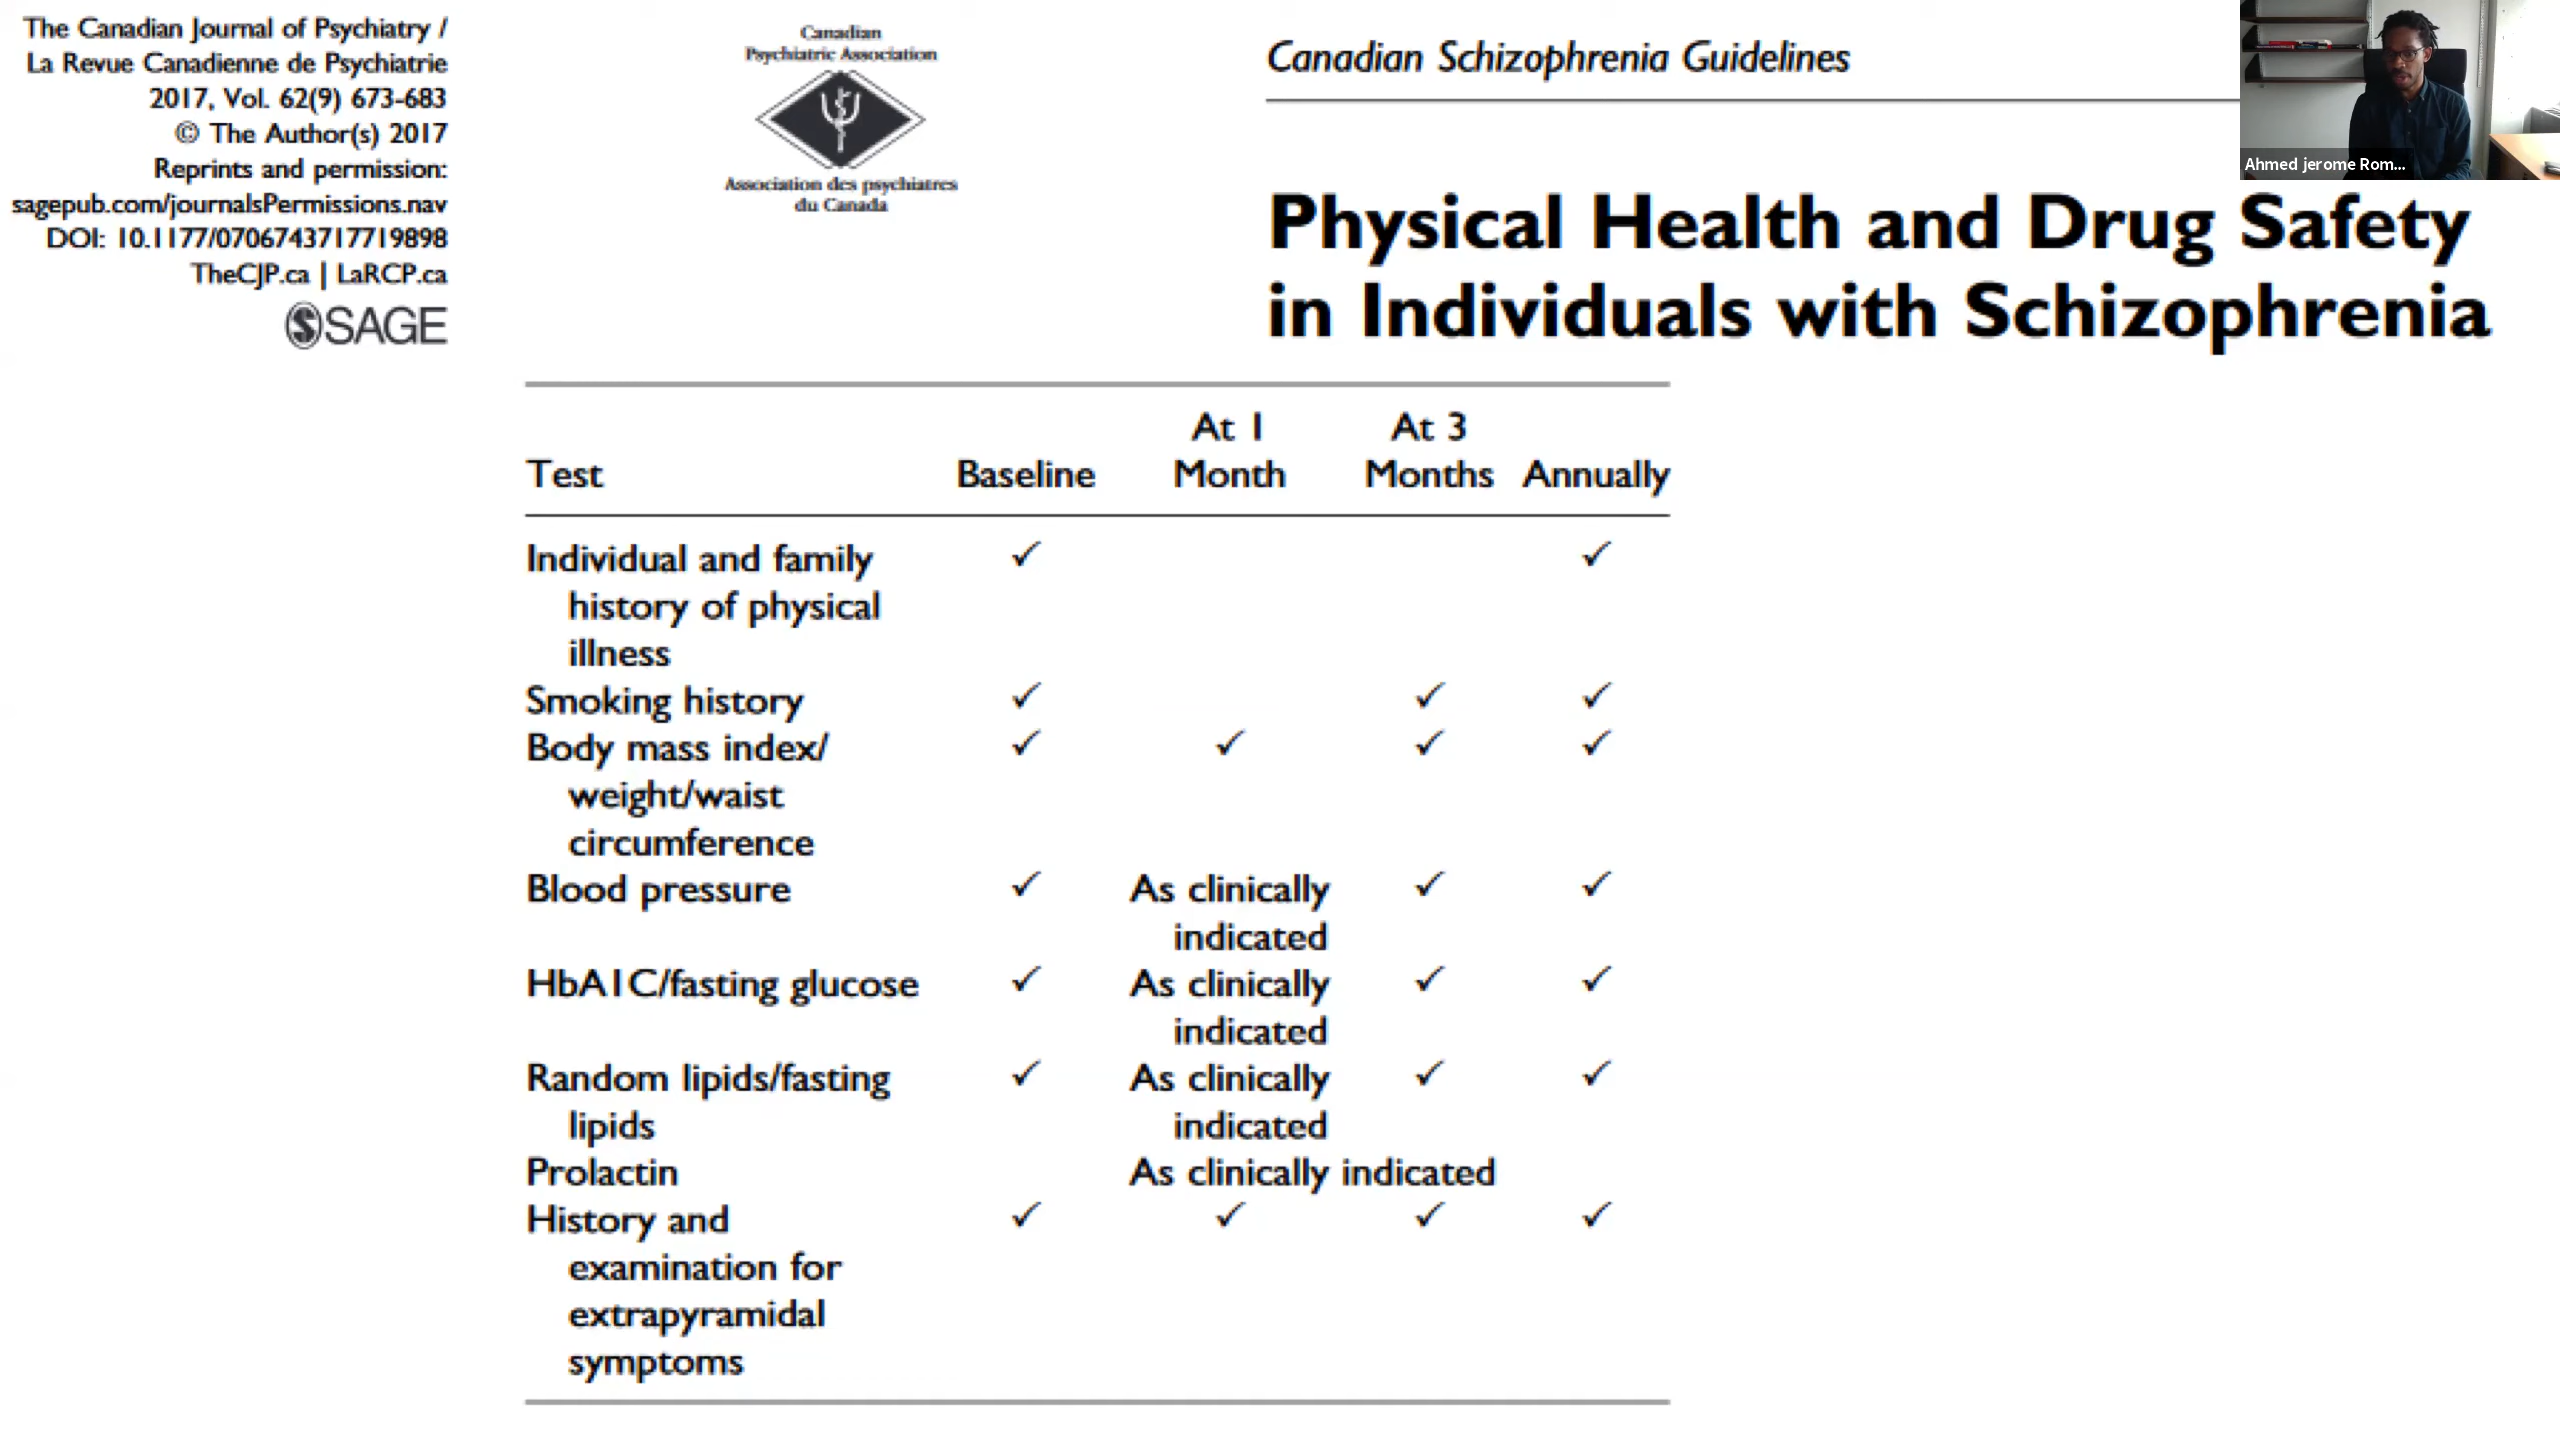 The Canadian Journal of Psychiatry /
La Revue Canadienne de Psychiatrie
2017, Vol. 62(9) 673-683
© The Author(s) 2017
Reprints and permission:
sagepub.com/journalsPermissions.nav
DOI: 10.1177/0706743717719898
TheCJP.ca | LaRCP.ca
SAGE
Canadian
Psychiatric Association
Association des psychiatres
du Canada
Canadian Schizophrenia Guidelines
Ahmed jerome Rom...
Physical Health and Drug Safety
in Individuals with Schizophrenia
Test Baseline At 1 Month At 3 Months Annually
Individual and family ✓ ✓
history of physical
illness
Smoking history ✓ ✓ ✓
Body mass index/ ✓ ✓ ✓ ✓
weight/waist
circumference
Blood pressure ✓ As clinically ✓ ✓
indicated
HbA1C/fasting glucose ✓ As clinically ✓ ✓
indicated
Random lipids/fasting ✓ As clinically ✓ ✓
lipids indicated
Prolactin As clinically indicated
History and ✓ ✓ ✓ ✓
examination for
extrapyramidal
symptoms